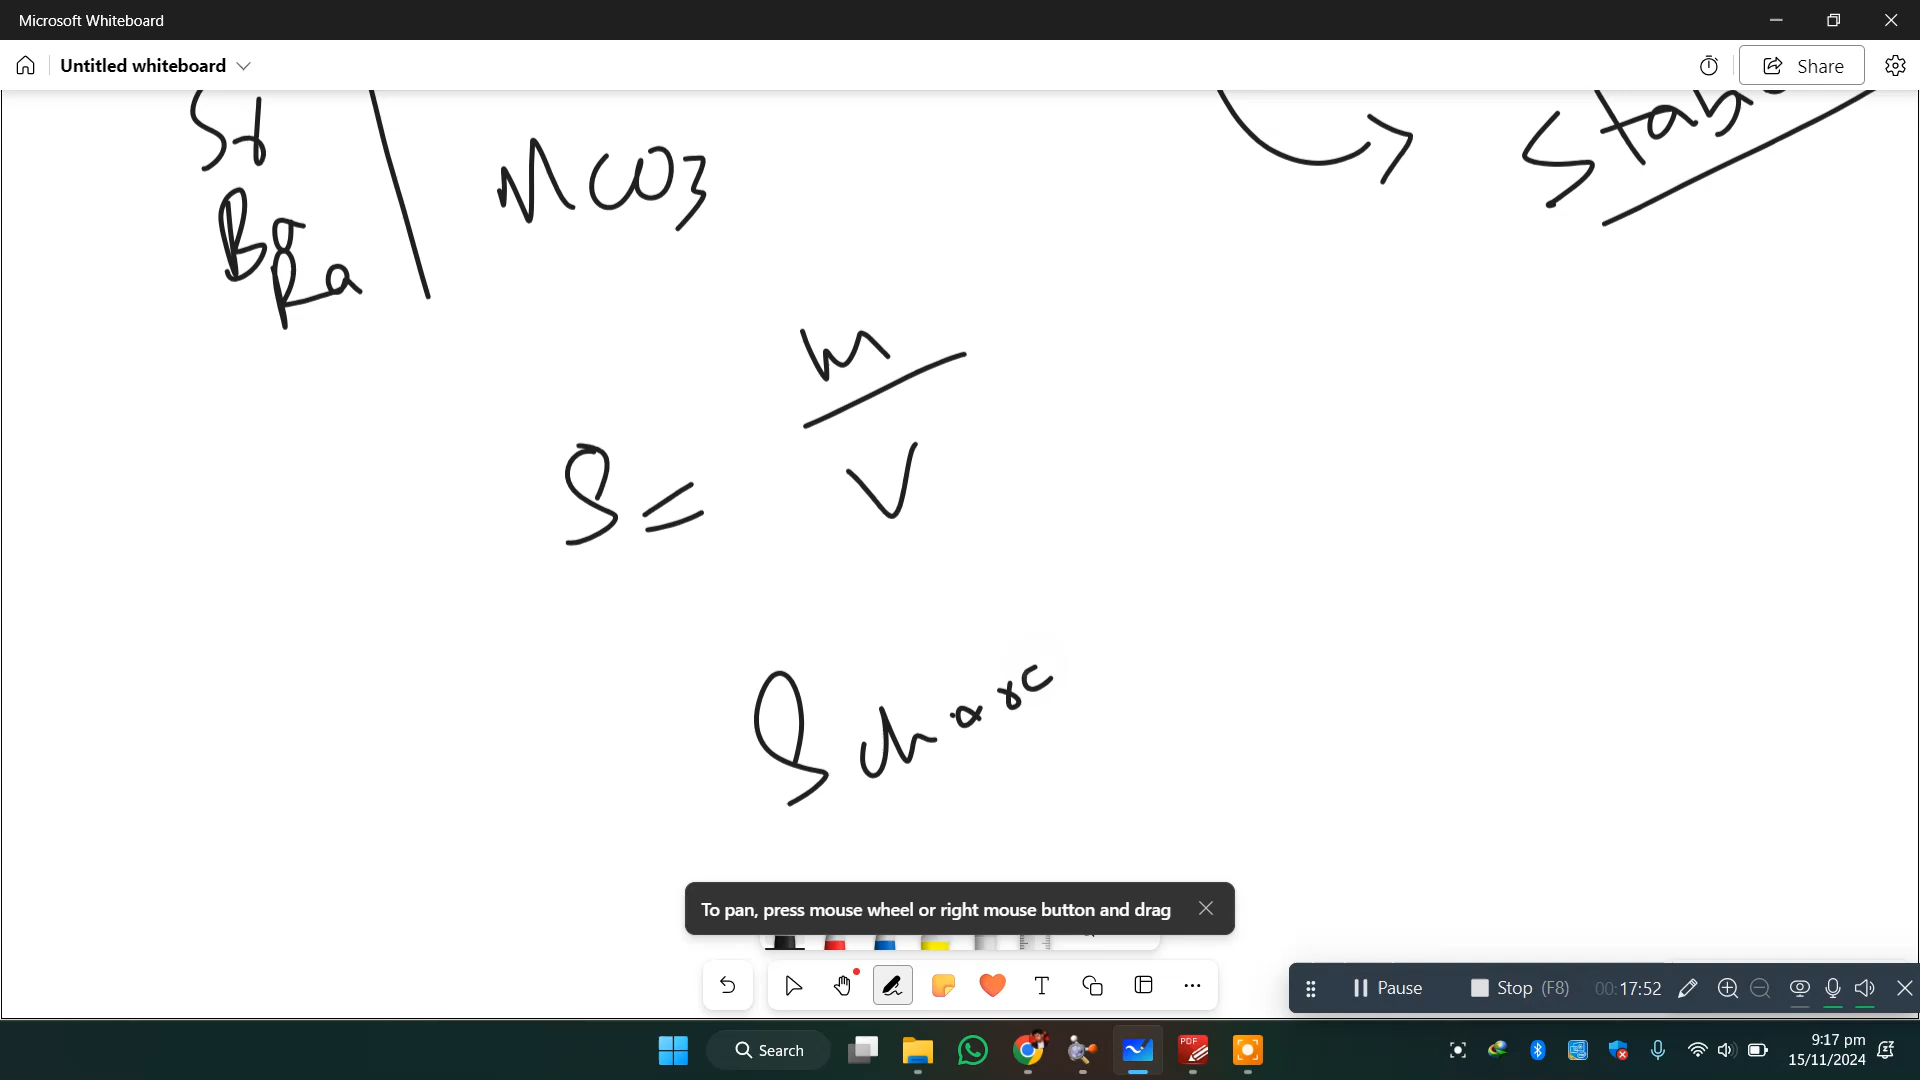 Microsoft Whiteboard
Untitled whiteboard
Share
Sr
Ba
Ra
MCO3
m
S =
V
To pan, press mouse wheel or right mouse button and drag
Pause
Stop (F8)
00:17:52
Search
PDF
9:17 pm
15/11/2024